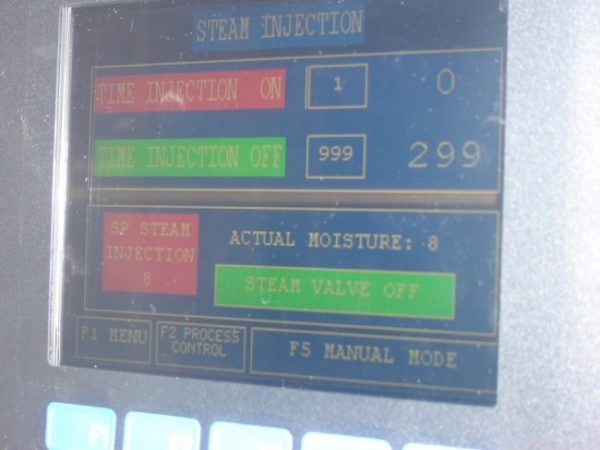 STEAM INJECTION
TIME INJECTION ON 1 0
TIME INJECTION OFF 999 299
SP STEAM
INJECTION
8
ACTUAL MOISTURE: 8
STEAM VALVE OFF
F1 MENU
F2 PROCESS
CONTROL
F5 MANUAL MODE
F1